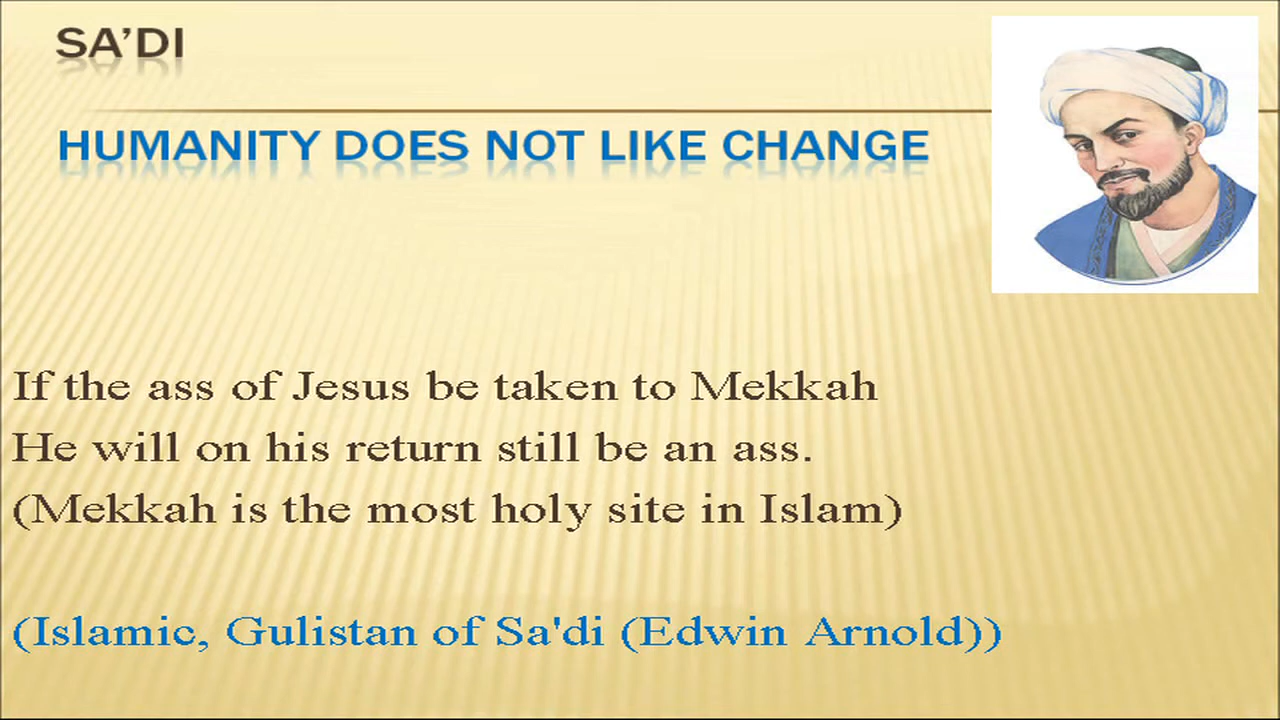 SA’DI
HUMANITY DOES NOT LIKE CHANGE
If the ass of Jesus be taken to Mekkah
He will on his return still be an ass.
(Mekkah is the most holy site in Islam)
(Islamic, Gulistan of Sa'di (Edwin Arnold))